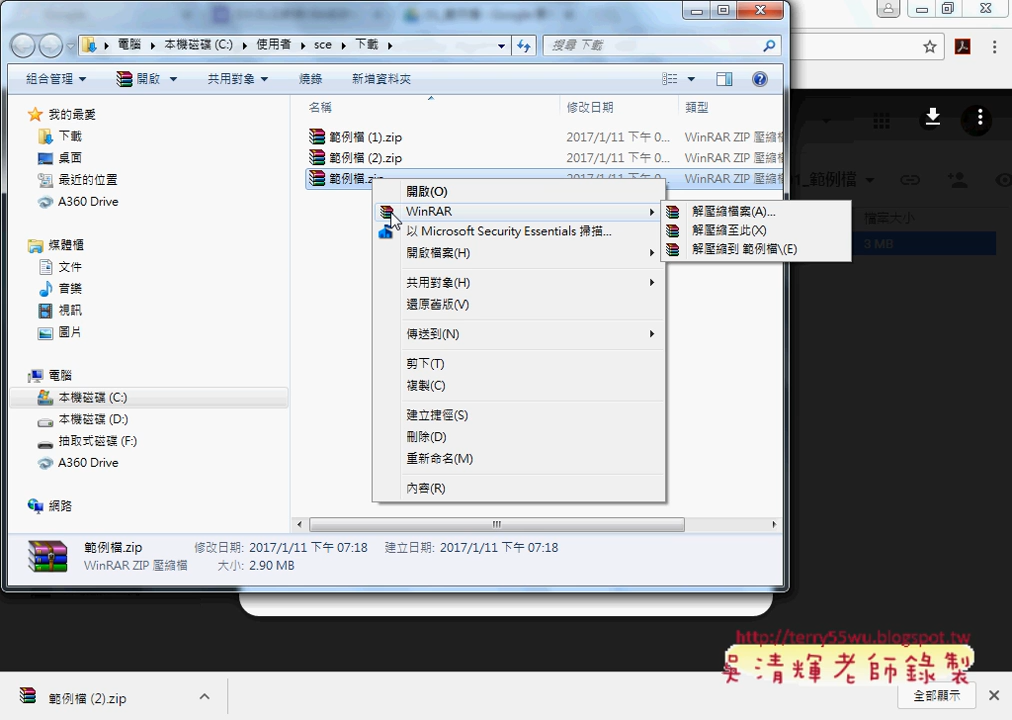 電腦 本機磁碟 (C:) 使用者 sce 下載
搜尋 下載
組合管理 開啟 共用對象 燒錄 新增資料夾
我的最愛
下載
桌面
最近的位置
A360 Drive
媒體櫃
文件
音樂
視訊
圖片
電腦
本機磁碟 (C:)
本機磁碟 (D:)
抽取式磁碟 (F:)
A360 Drive
網路
名稱 修改日期 類型
範例檔 (1).zip 2017/1/11 下午 0... WinRAR ZIP 壓縮檔
範例檔 (2).zip 2017/1/11 下午 0... WinRAR ZIP 壓縮檔
範例檔.zip 2017/1/11 下午 0... WinRAR ZIP 壓縮檔
開啟(O)
WinRAR
以 Microsoft Security Essentials 掃描...
開啟檔案(H)
共用對象(H)
還原舊版(V)
傳送到(N)
剪下(T)
複製(C)
建立捷徑(S)
刪除(D)
重新命名(M)
內容(R)
解壓縮檔案(A)...
解壓縮至此(X)
解壓縮到 範例檔\(E)
1_範例檔
檔案大小
3 MB
範例檔.zip 修改日期: 2017/1/11 下午 07:18 建立日期: 2017/1/11 下午 07:18
WinRAR ZIP 壓縮檔 大小: 2.90 MB
http://terry55wu.blogspot.tw
吳清輝老師錄製
範例檔 (2).zip
全部顯示